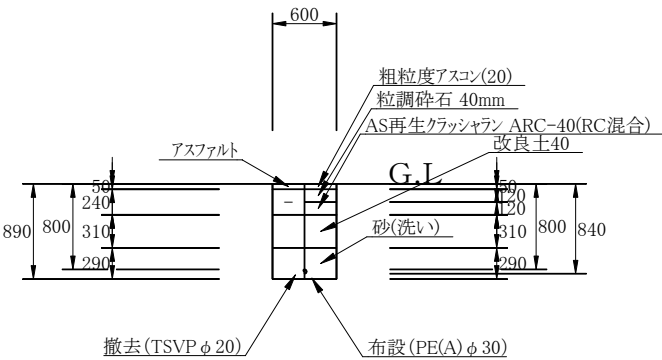 600
粗粒度アスコン(20)
粒調砕石 40mm
AS再生クラッシャラン ARC-40(RC混合)
改良土40
アスファルト
G.L
50
240
310
290
890
800
砂(洗い)
50
120
120
310
290
800
840
撤去(TSVPφ20)
布設(PE(A)φ30)